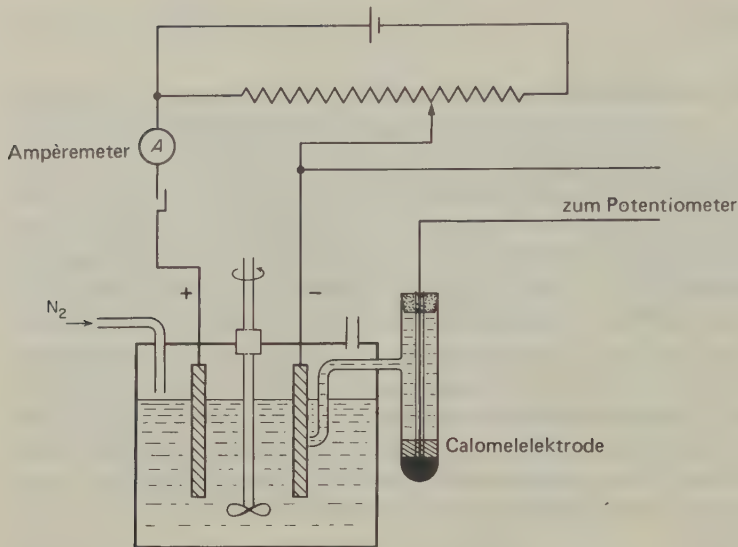 Ampèremeter
A
zum Potentiometer
+
−
N₂
Calomelelektrode